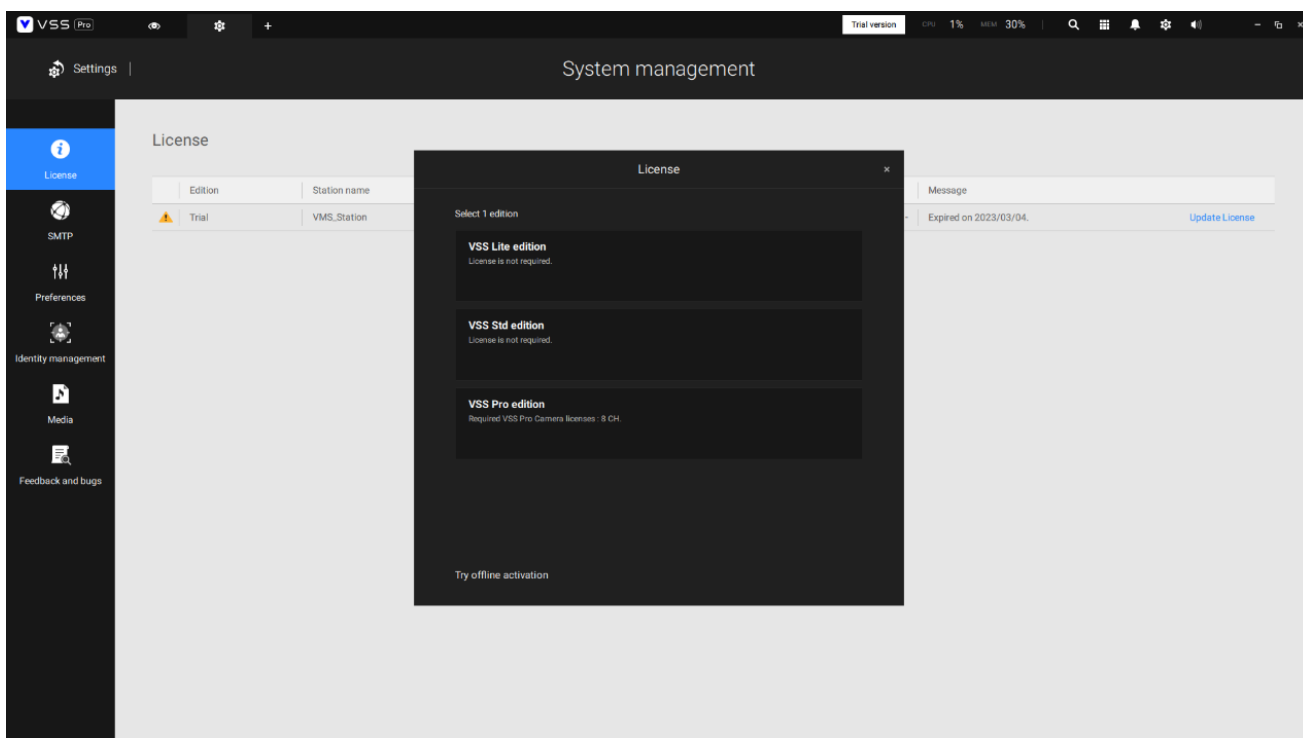 VSS Pro
Trial version
CPU 1% MEM 30%
Settings
System management
License
SMTP
Preferences
Identity management
Media
Feedback and bugs
License
Edition Station name Message
Trial VMS_Station - Expired on 2023/03/04. Update License
License
Select 1 edition
VSS Lite edition
License is not required.
VSS Std edition
License is not required.
VSS Pro edition
Required VSS Pro Camera licenses : 8 CH.
Try offline activation